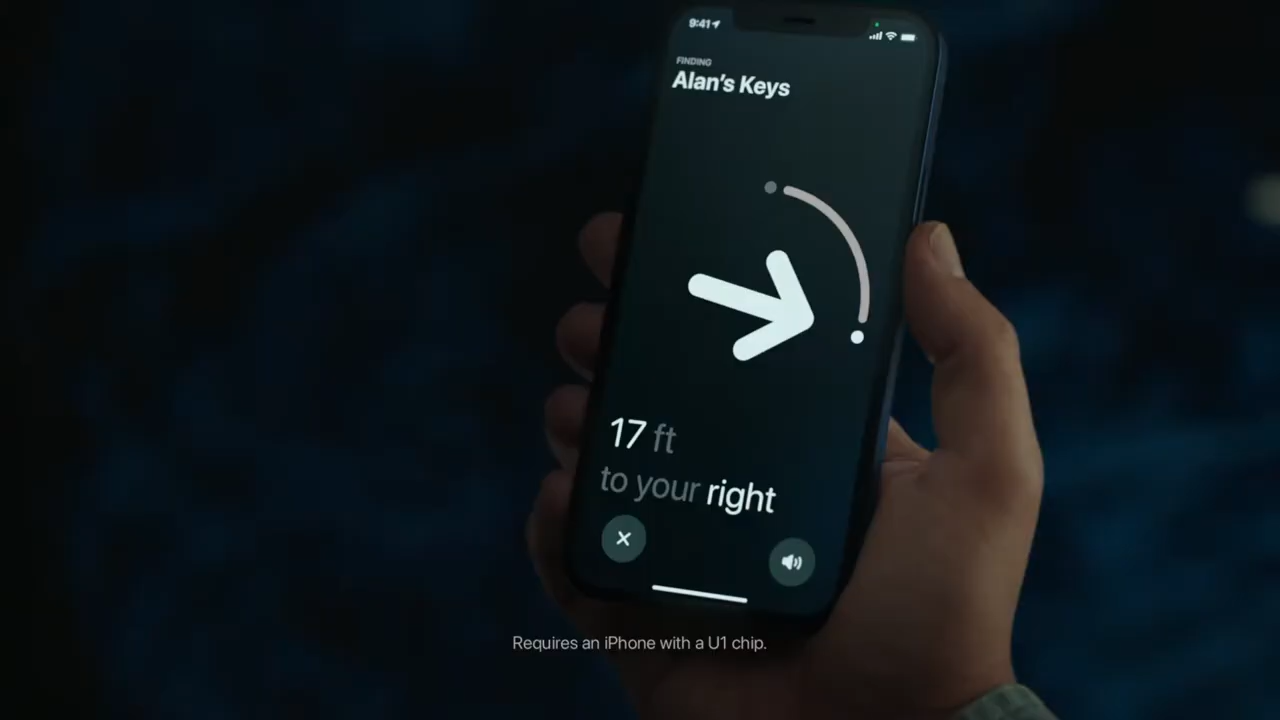 9:41
FINDING
Alan's Keys
17 ft
to your right
Requires an iPhone with a U1 chip.